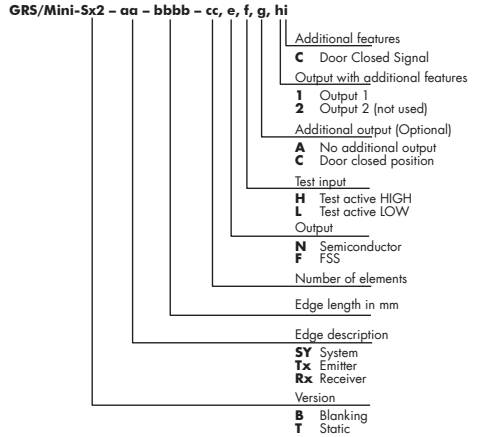 GRS/Mini-Sx2 – aa – bbbb – cc, e, f, g, hi
Additional features
C Door Closed Signal
Output with additional features
1 Output 1
2 Output 2 (not used)
Additional output (Optional)
A No additional output
C Door closed position
Test input
H Test active HIGH
L Test active LOW
Output
N Semiconductor
F FSS
Number of elements
Edge length in mm
Edge description
SY System
Tx Emitter
Rx Receiver
Version
B Blanking
T Static